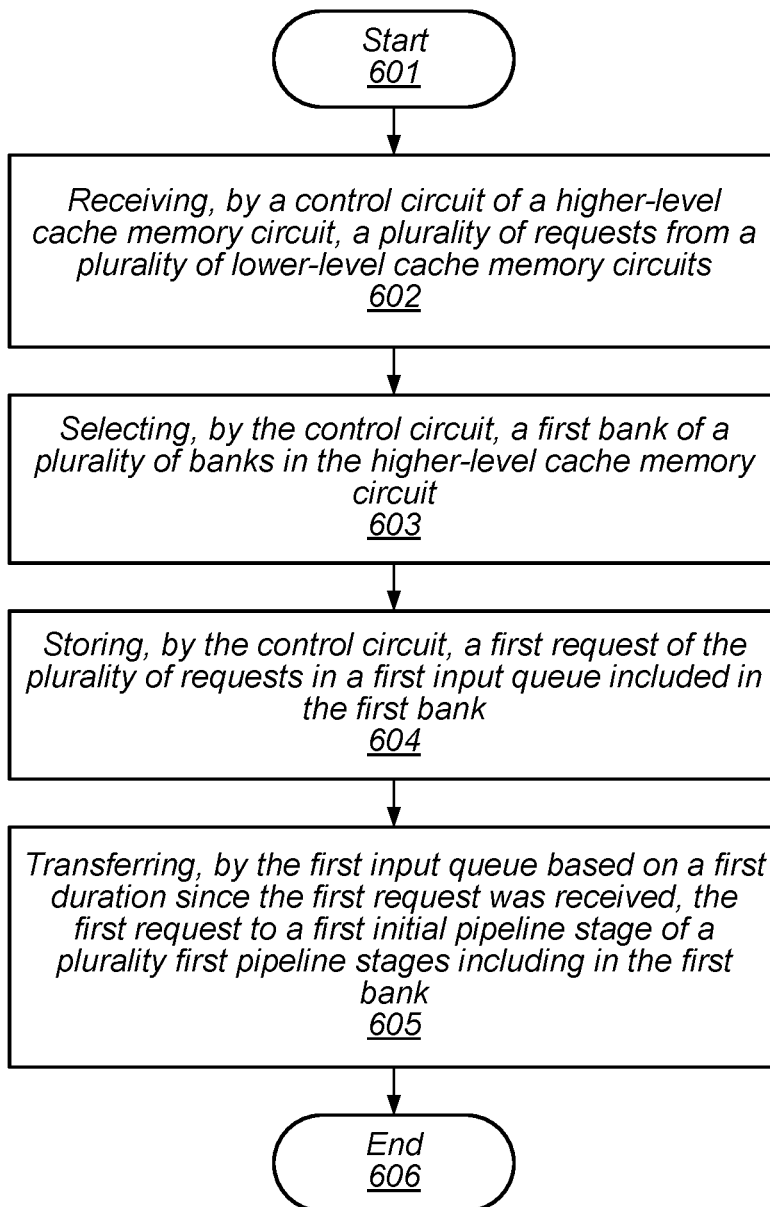 Start
601
Receiving, by a control circuit of a higher-level
cache memory circuit, a plurality of requests from a
plurality of lower-level cache memory circuits
602
Selecting, by the control circuit, a first bank of a
plurality of banks in the higher-level cache memory
circuit
603
Storing, by the control circuit, a first request of the
plurality of requests in a first input queue included in
the first bank
604
Transferring, by the first input queue based on a first
duration since the first request was received, the
first request to a first initial pipeline stage of a
plurality first pipeline stages including in the first
bank
605
End
606